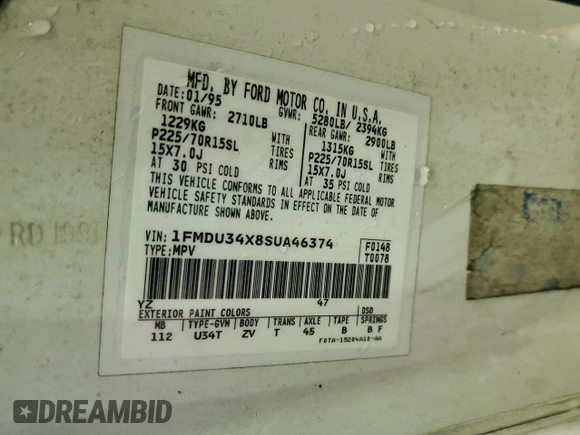 MFD. BY FORD MOTOR CO. IN U.S.A.
DATE: 01/95 GVWR: 5280LB/ 2394KG
FRONT GAWR: 2710LB REAR GAWR: 2900LB
1229KG WITH 1315KG WITH
P225/70R15SL TIRES P225/70R15SL TIRES
15X7.0J RIMS 15X7.0J RIMS
AT 30 PSI COLD AT 35 PSI COLD
THIS VEHICLE CONFORMS TO ALL APPLICABLE FEDERAL MOTOR
VEHICLE SAFETY STANDARDS IN EFFECT ON THE DATE OF
MANUFACTURE SHOWN ABOVE.
VIN: 1FMDU34X8SUA46374 F0148
TYPE: MPV T0078
YZ 47
EXTERIOR PAINT COLORS DSO
WB TYPE-GVW BODY TRANS AXLE TAPE SPRINGS
112 U34T ZV T 45 B B F
RD
DREAMBID